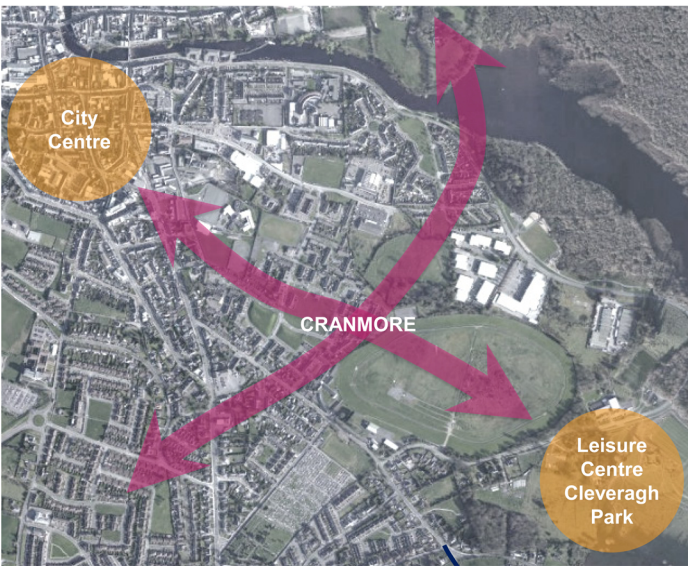 City
Centre
CRANMORE
Leisure
Centre
Cleveragh
Park